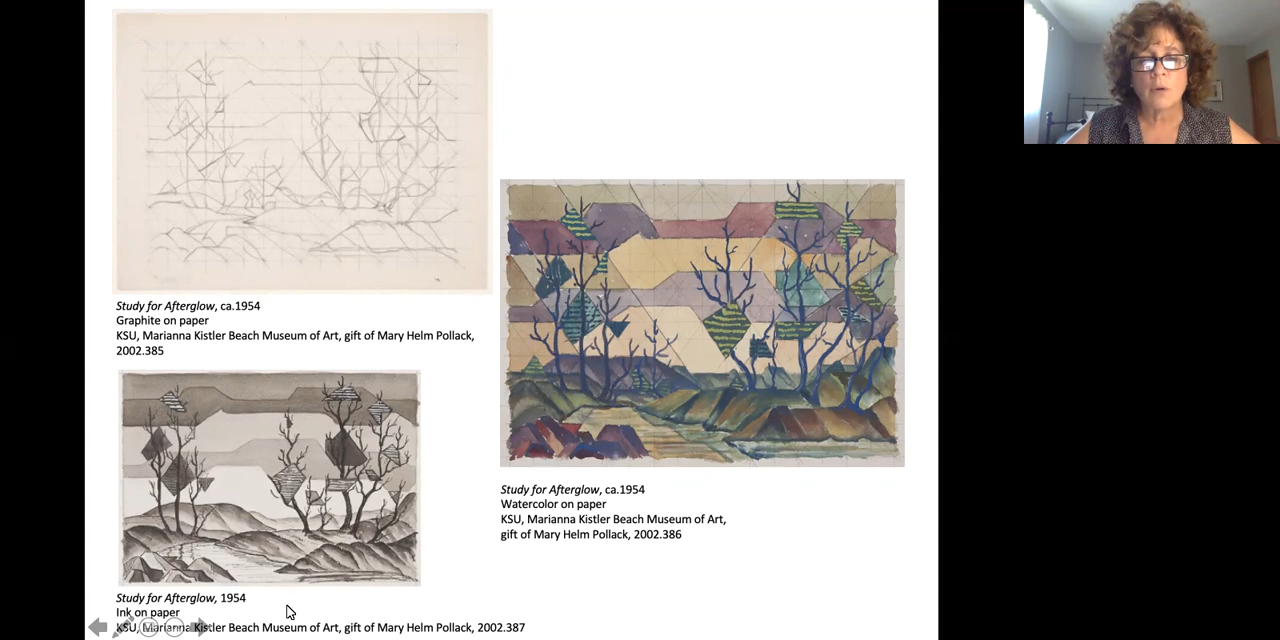 Study for Afterglow, ca.1954
Graphite on paper
KSU, Marianna Kistler Beach Museum of Art, gift of Mary Helm Pollack,
2002.385
Study for Afterglow, ca.1954
Watercolor on paper
KSU, Marianna Kistler Beach Museum of Art,
gift of Mary Helm Pollack, 2002.386
Study for Afterglow, 1954
Ink on paper
KSU, Marianna Kistler Beach Museum of Art, gift of Mary Helm Pollack, 2002.387